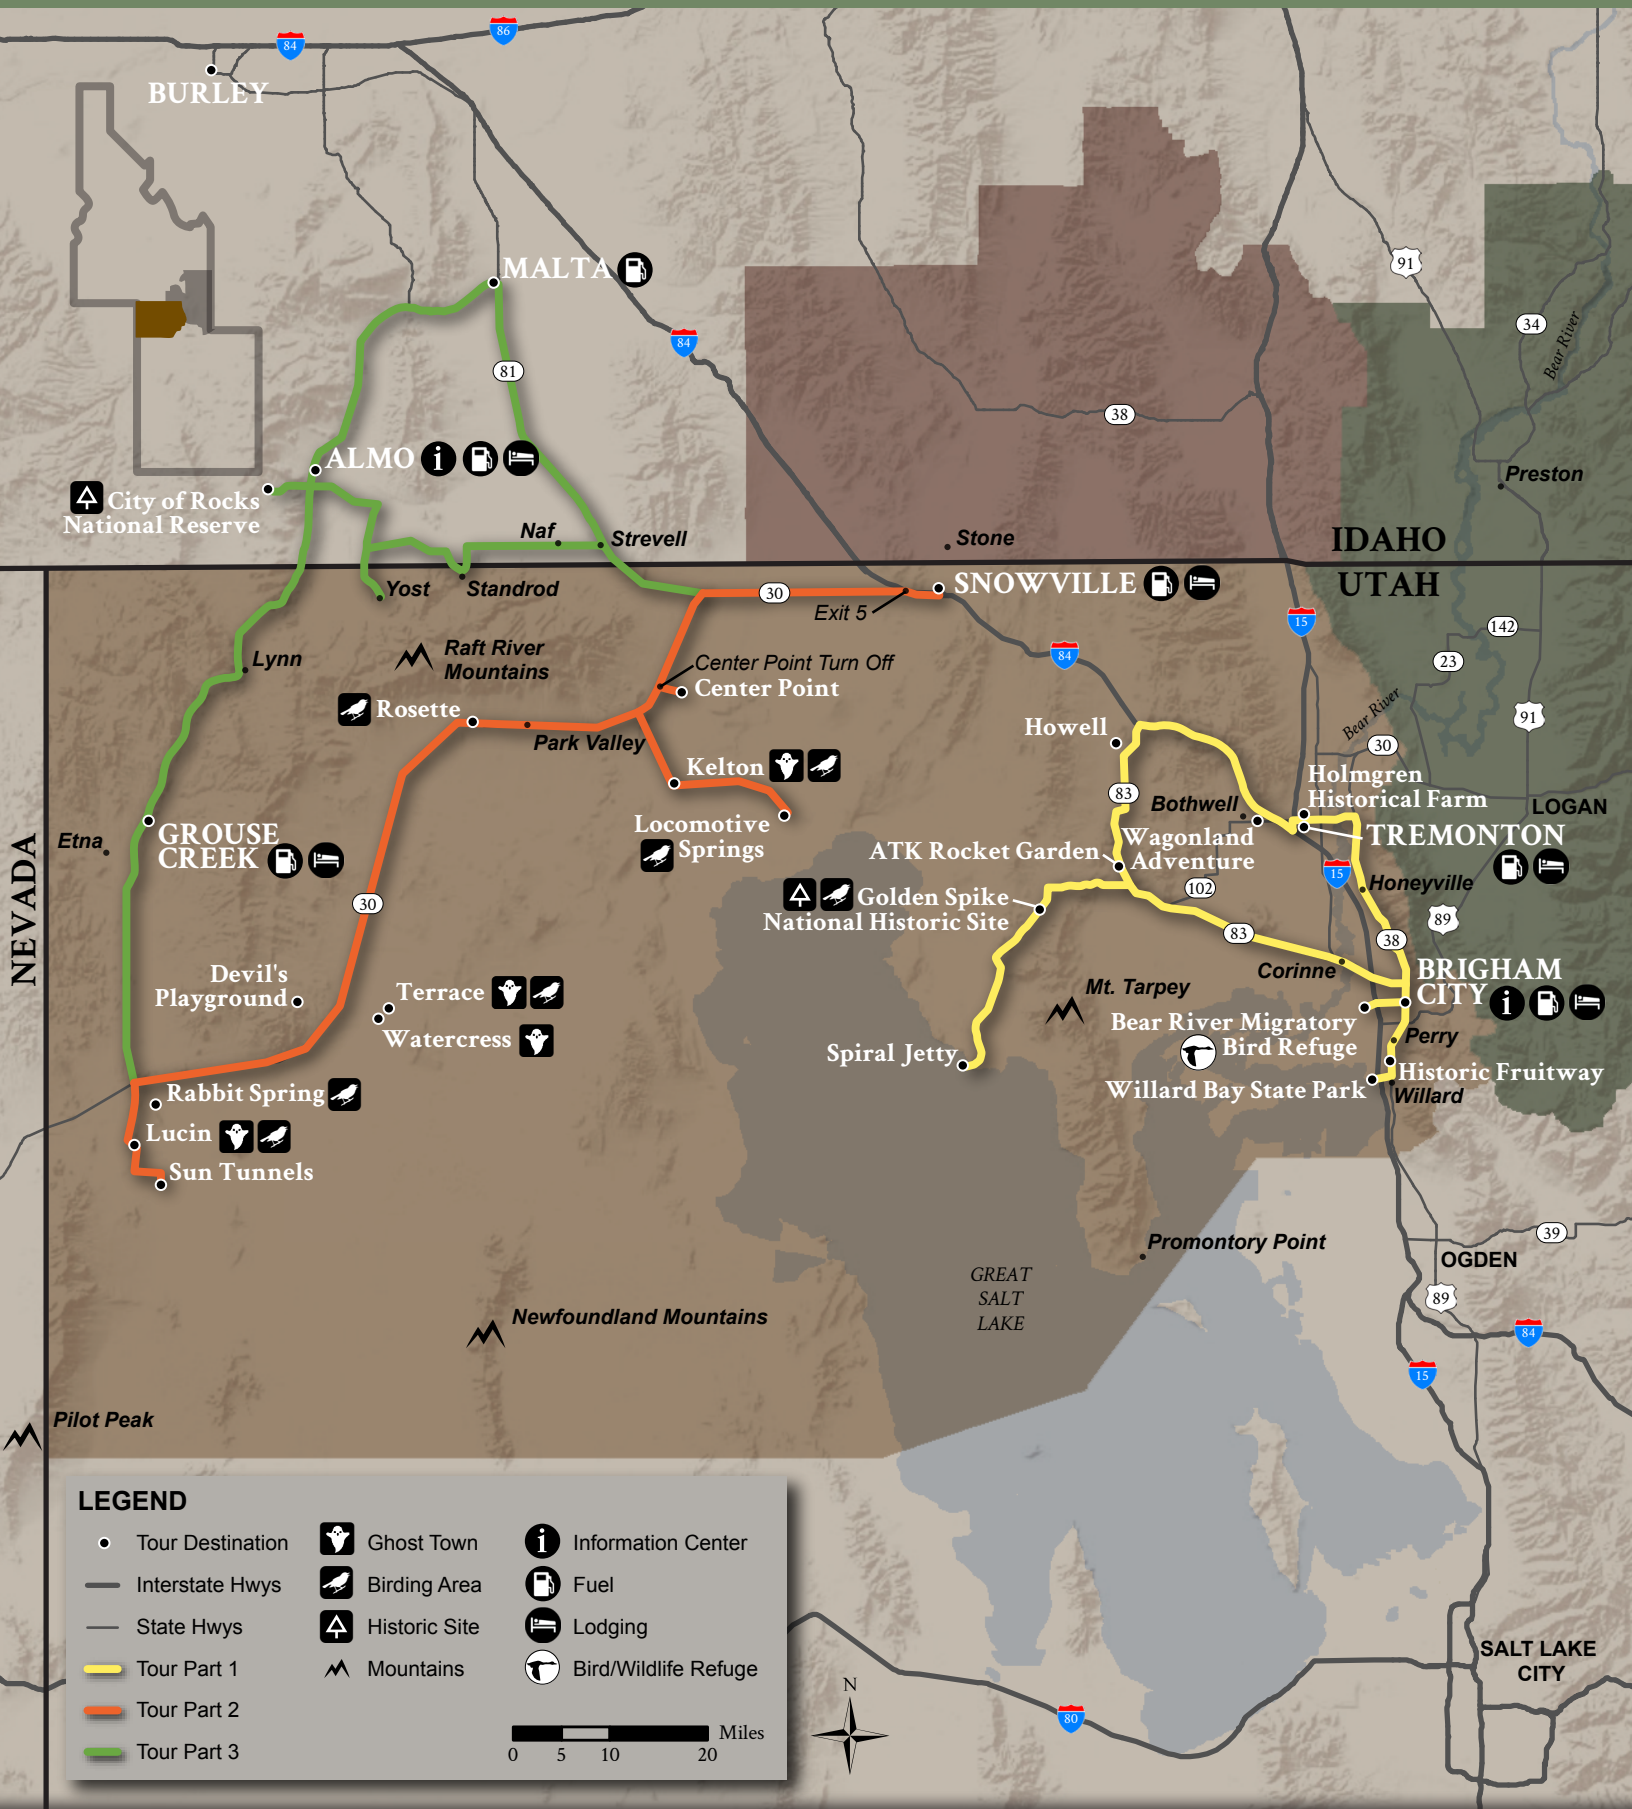 86
84
BURLEY
MALTA
91
84
34
Bear River
81
38
ALMO
Preston
City of Rocks
National Reserve
Naf
Strevell
Stone
IDAHO
UTAH
Yost
Standrod
30
Exit 5
SNOWVILLE
15
142
Lynn
Raft River
Mountains
Center Point Turn Off
Center Point
84
23
Rosette
Park Valley
Howell
Bear River
91
30
Kelton
Holmgren
Historical Farm
83
Bothwell
LOGAN
Locomotive
Springs
Etna
GROUSE
CREEK
NEVADA
Wagonland
Adventure
TREMONTON
ATK Rocket Garden
15
Honeyville
102
Golden Spike
National Historic Site
30
89
83
38
Corinne
BRIGHAM
CITY
Devil's
Playground
Terrace
Watercress
Mt. Tarpey
Bear River Migratory
Bird Refuge
Perry
Spiral Jetty
Historic Fruitway
Willard Bay State Park
Willard
Rabbit Spring
Lucin
Sun Tunnels
39
Promontory Point
OGDEN
GREAT
SALT
LAKE
89
Newfoundland Mountains
84
15
Pilot Peak
LEGEND
Tour Destination
Interstate Hwys
State Hwys
Tour Part 1
Tour Part 2
Tour Part 3
Ghost Town
Birding Area
Historic Site
Mountains
Information Center
Fuel
Lodging
Bird/Wildlife Refuge
Miles
0 5 10 20
N
80
SALT LAKE
CITY